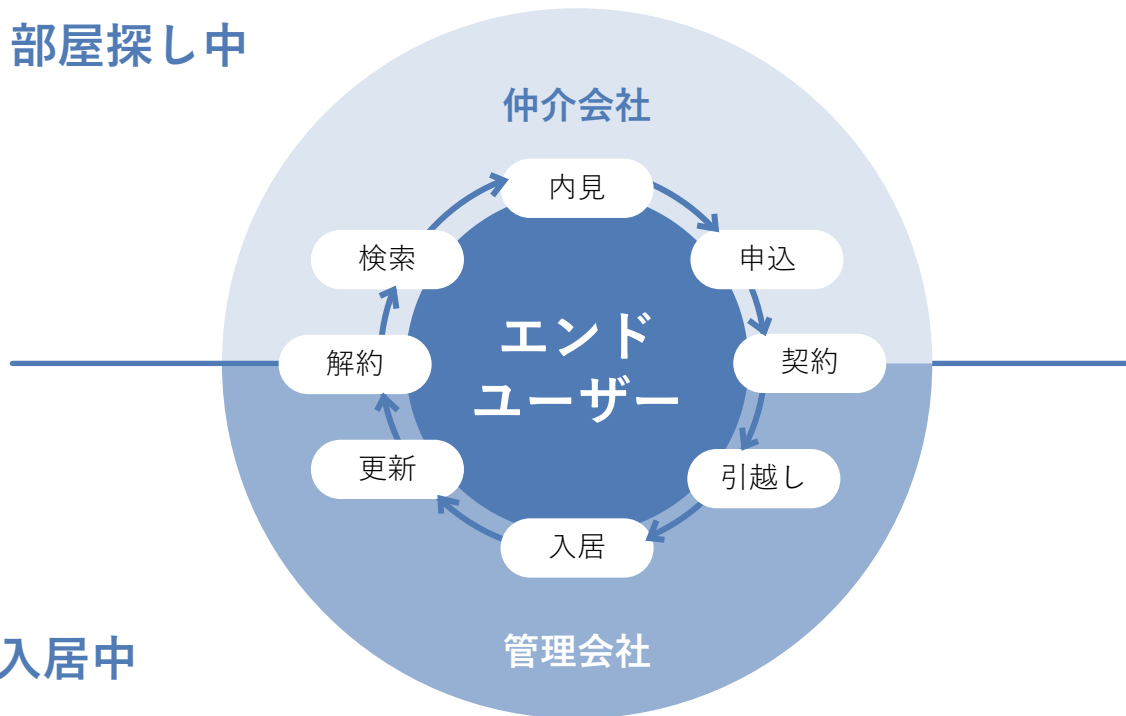 部屋探し中
仲介会社
内見
検索
申込
エンド
ユーザー
解約
契約
更新
引越し
入居
管理会社
入居中